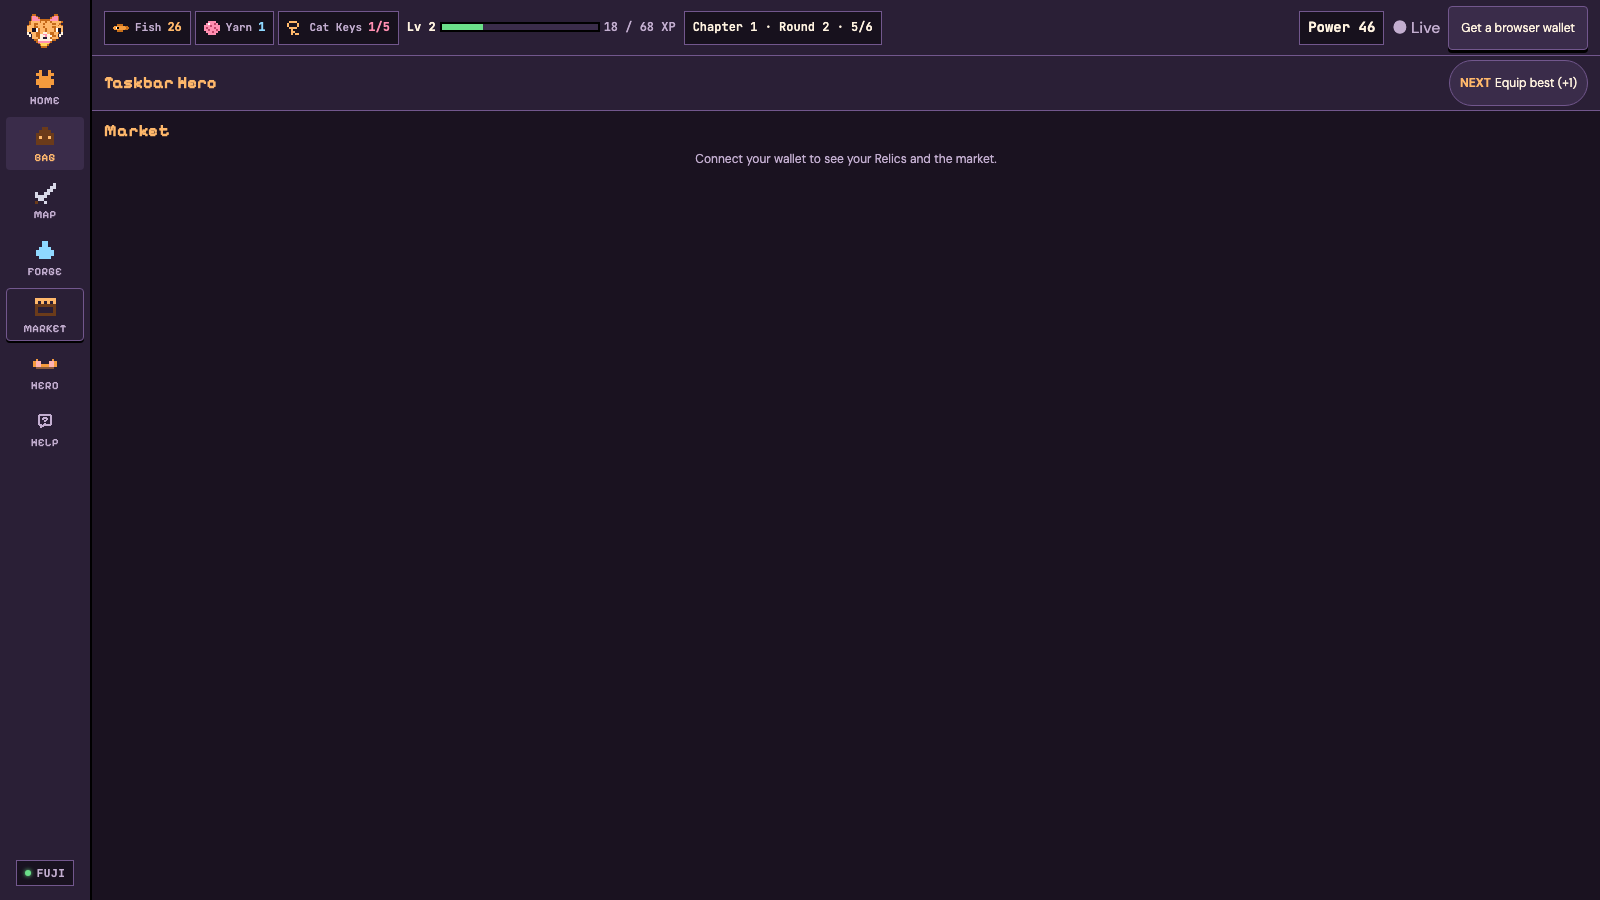 Fish 26
Yarn 1
Cat Keys 1/5
Lv 2
18 / 68 XP
Chapter 1 · Round 2 · 5/6
Power 46
Live
Get a browser wallet
Taskbar Hero
NEXT Equip best (+1)
HOME
BAG
MAP
FORGE
MARKET
HERO
HELP
FUJI
Market
Connect your wallet to see your Relics and the market.